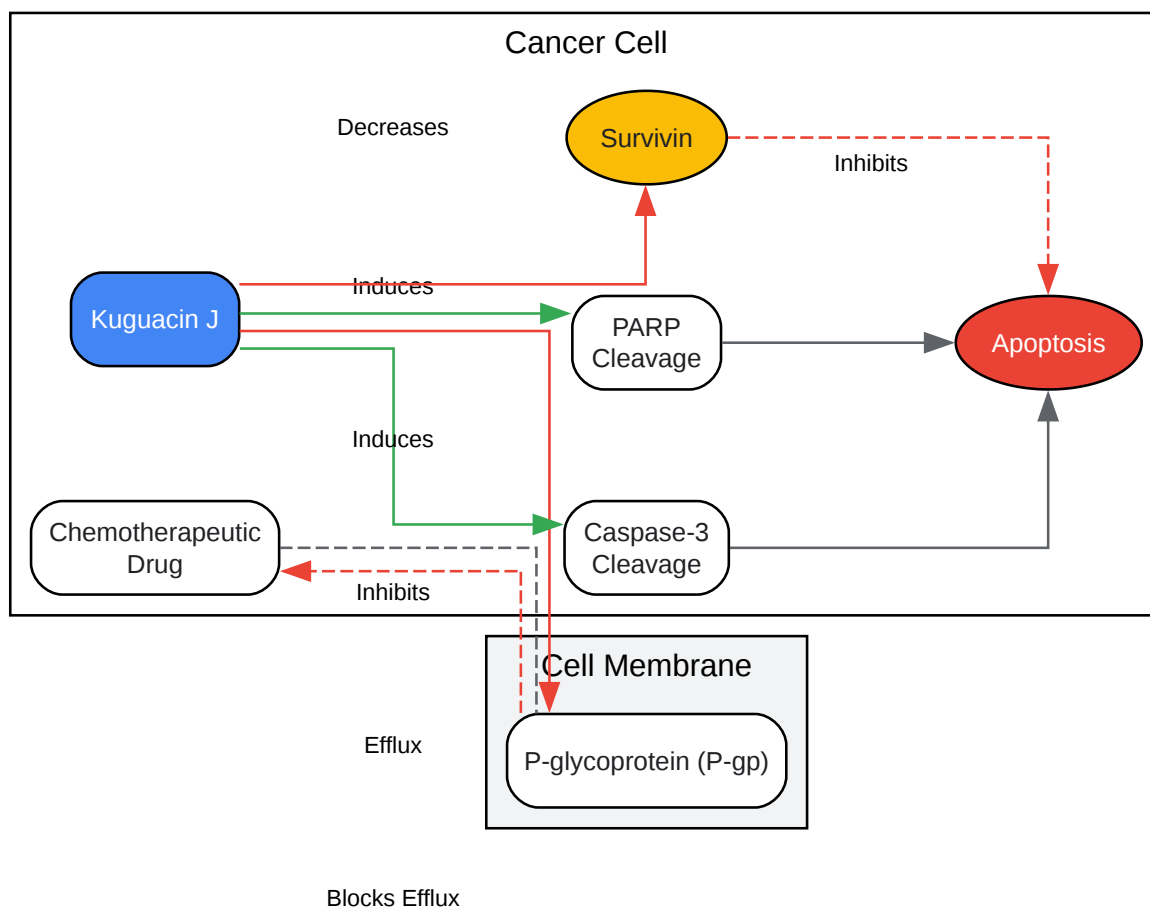 Cancer Cell
Decreases
Survivin
Inhibits
Induces
Kuguacin J
PARP
Cleavage
Apoptosis
Induces
Chemotherapeutic
Drug
Caspase-3
Cleavage
Inhibits
Cell Membrane
Efflux
P-glycoprotein (P-gp)
Blocks Efflux